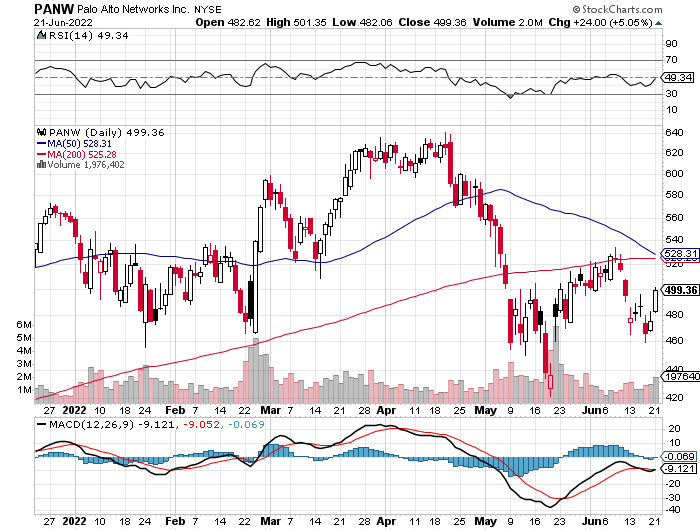 PANW Palo Alto Networks Inc. NYSE © StockCharts.com
21-Jun-2022 Open 482.62 High 501.35 Low 482.06 Close 499.36 Volume 2.0M Chg +24.00 (+5.05%)
RSI(14) 49.34
90
70
49.34
30
10
PANW (Daily) 499.36
MA(50) 528.31
MA(200) 525.28
Volume 1,976,402
640
620
600
580
560
540
528.31
520
499.36
480
460
440
420
6M
5M
4M
3M
2M
1M
197640
27 2022 10 18 24 Feb 7 14 22 Mar 7 14 21 28 Apr 11 18 25 May 9 16 23 Jun 6 13 21
MACD(12,26,9) -9.121, -9.052, -0.069
20
10
-0.069
-9.121
-20
-30
-40
27 2022 10 18 24 Feb 7 14 22 Mar 7 14 21 28 Apr 11 18 25 May 9 16 23 Jun 6 13 21